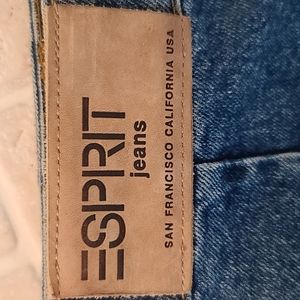 ESPRIT
jeans
SAN FRANCISCO CALIFORNIA USA